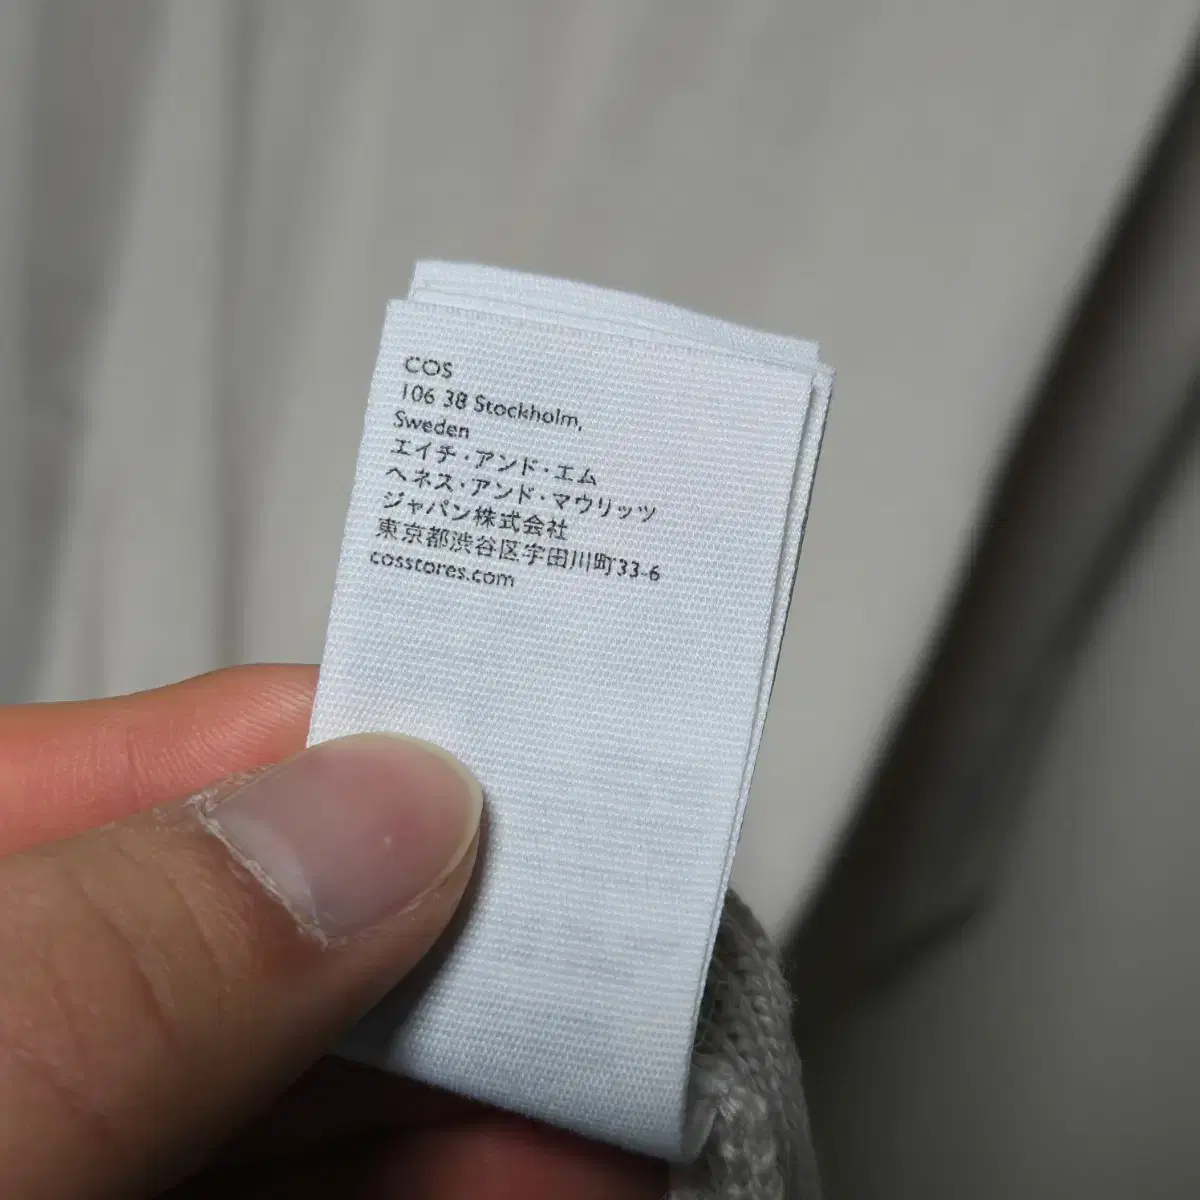 COS
106 38 Stockholm,
Sweden
エイチ・アンド・エム
ヘネス・アンド・マウリッツ
ジャパン株式会社
東京都渋谷区宇田川町33-6
cosstores.com